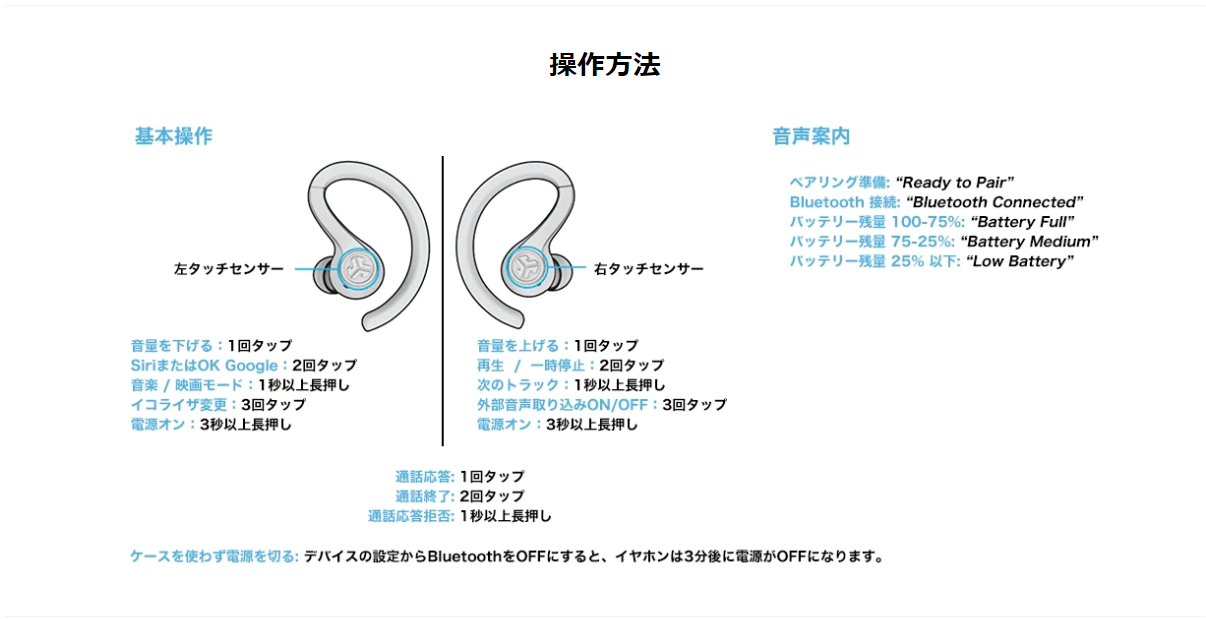 操作方法
基本操作
左タッチセンサー
右タッチセンサー
音量を下げる：1回タップ
SiriまたはOK Google：2回タップ
音楽 / 映画モード：1秒以上長押し
イコライザ変更：3回タップ
電源オン：3秒以上長押し
音量を上げる：1回タップ
再生 / 一時停止：2回タップ
次のトラック：1秒以上長押し
外部音声取り込みON/OFF：3回タップ
電源オン：3秒以上長押し
通話応答: 1回タップ
通話終了: 2回タップ
通話応答拒否: 1秒以上長押し
ケースを使わず電源を切る: デバイスの設定からBluetoothをOFFにすると、イヤホンは3分後に電源がOFFになります。
音声案内
ペアリング準備: “Ready to Pair”
Bluetooth 接続: “Bluetooth Connected”
バッテリー残量 100-75%: “Battery Full”
バッテリー残量 75-25%: “Battery Medium”
バッテリー残量 25% 以下: “Low Battery”